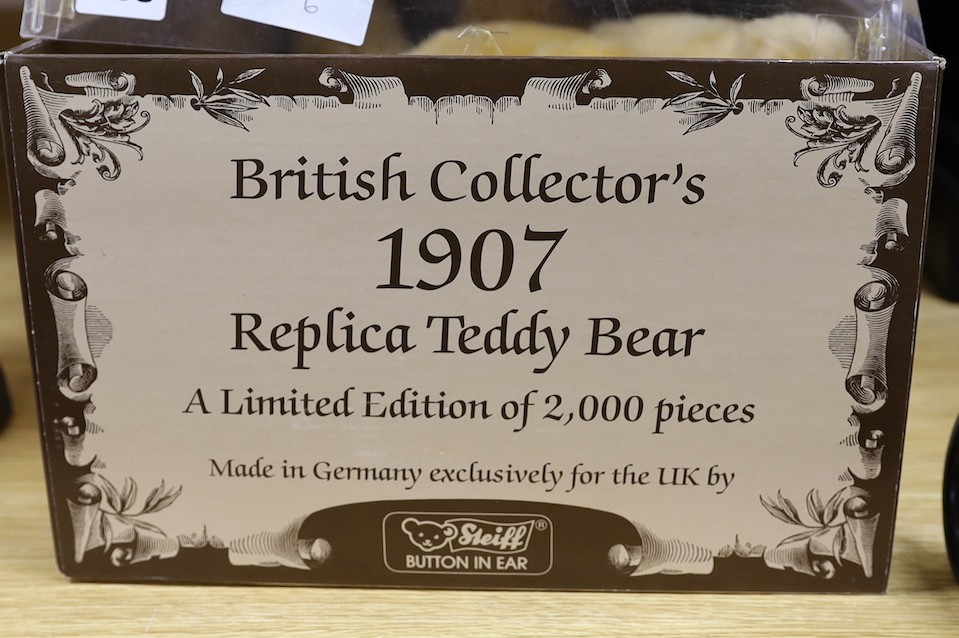 6
British Collector's
1907
Replica Teddy Bear
A Limited Edition of 2,000 pieces
Made in Germany exclusively for the UK by
Steiff®
BUTTON IN EAR